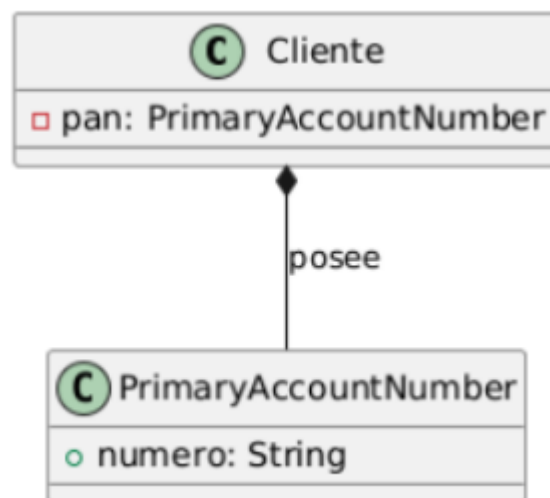 C Cliente
pan: PrimaryAccountNumber
posee
C PrimaryAccountNumber
numero: String